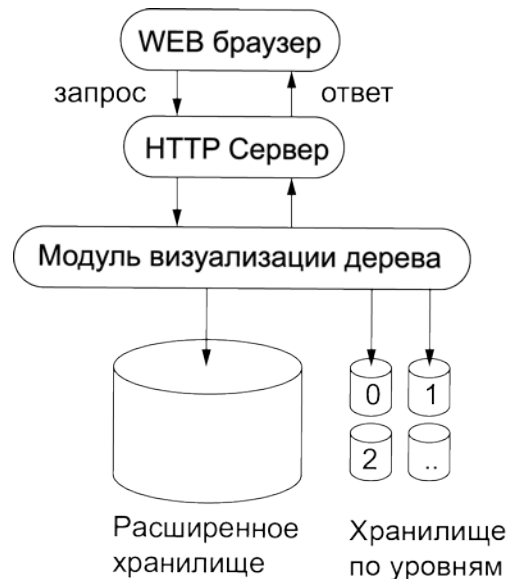 WEB браузер
запрос
ответ
HTTP Сервер
Модуль визуализации дерева
0
1
2
..
Расширенное
хранилище
Хранилище
по уровням